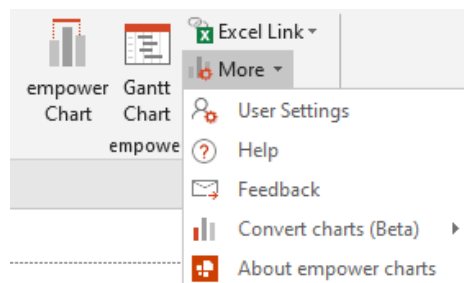 Excel Link
More
empower Chart
Gantt Chart
empowe
User Settings
Help
Feedback
Convert charts (Beta)
About empower charts